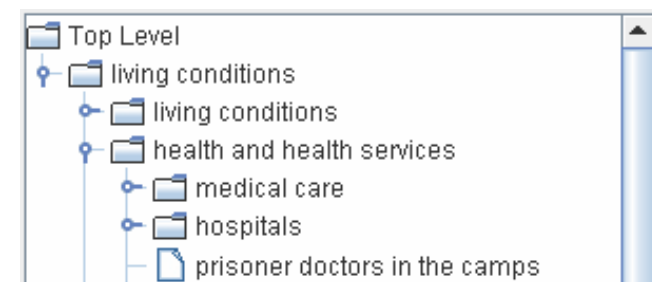 Top Level
living conditions
living conditions
health and health services
medical care
hospitals
prisoner doctors in the camps